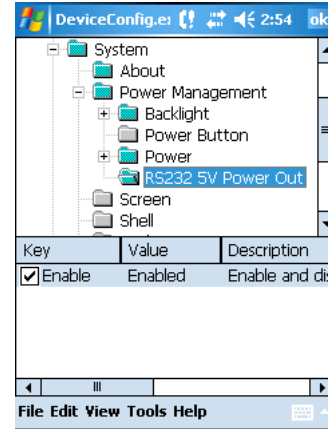 DeviceConfig.e 2:54 ok
System
About
Power Management
Backlight
Power Button
Power
RS232 5V Power Out
Screen
Shell
Key Value Description
Enable Enabled Enable and dis
File Edit View Tools Help